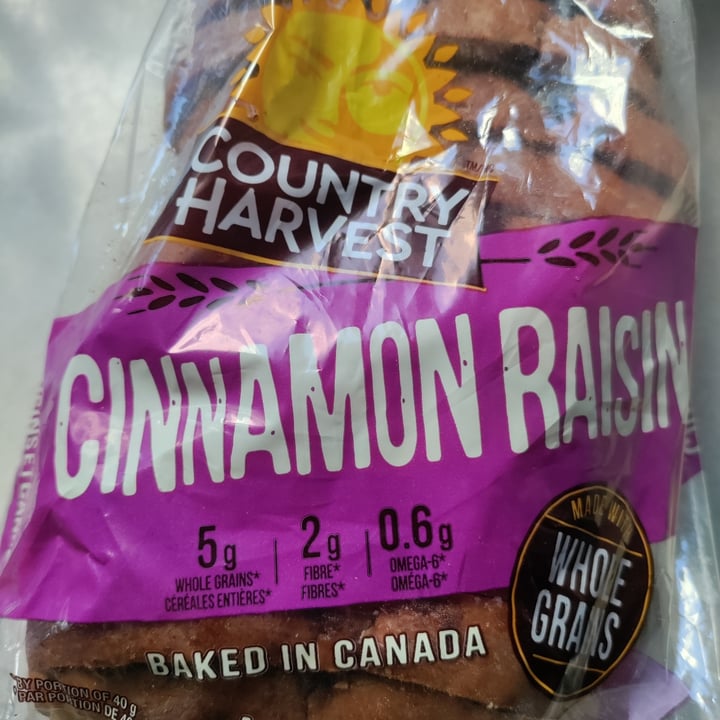 COUNTRY
HARVEST
CINNAMON RAISIN
5g 2g 0.6g
WHOLE GRAINS* FIBRE* OMEGA-6*
CÉRÉALES ENTIÈRES* FIBRES* OMÉGA-6*
MADE WITH
WHOLE
GRAINS
BAKED IN CANADA
BY PORTION OF 40 g
PAR PORTION DE 40